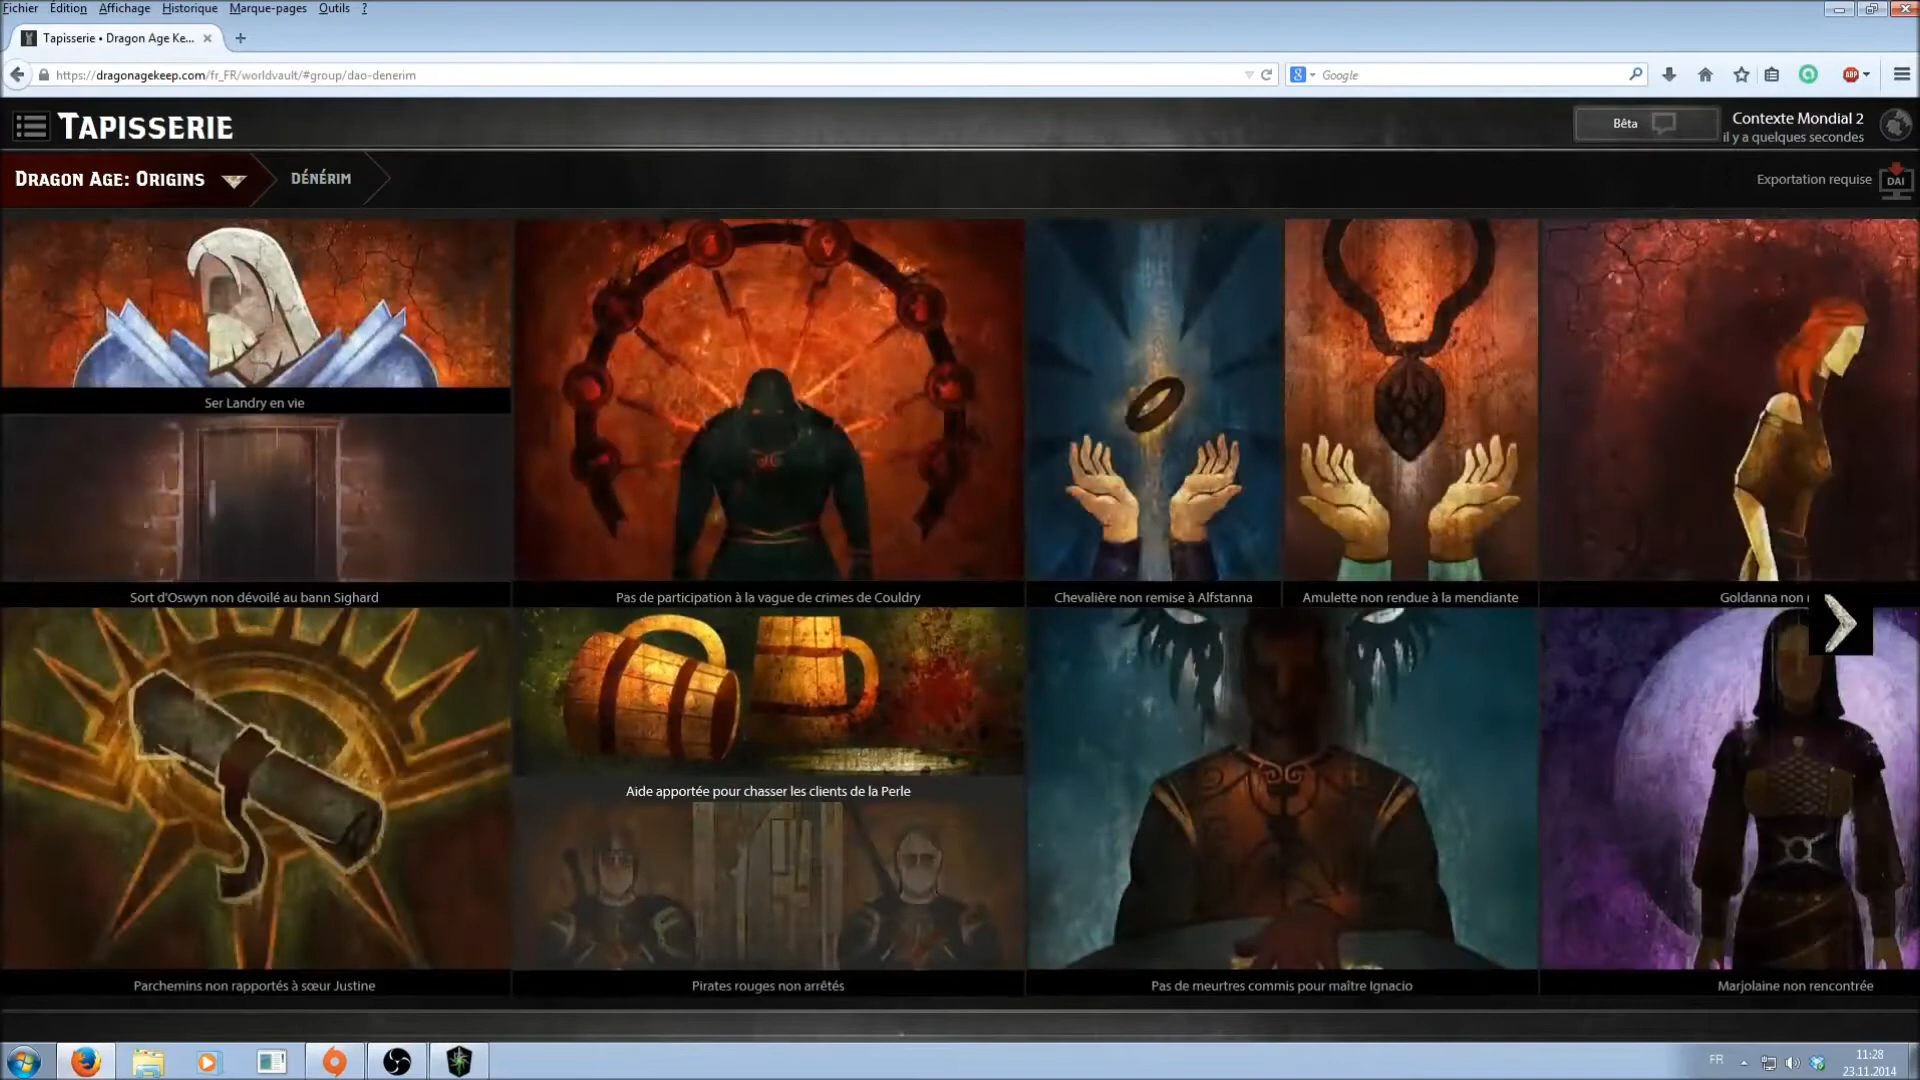 Fichier Édition Affichage Historique Marque-pages Outils ?
Tapisserie • Dragon Age Ke...
https://dragonagekeep.com/fr_FR/worldvault/#group/dao-denerim
Google
ABP
TAPISSERIE
Bêta
Contexte Mondial 2
il y a quelques secondes
DRAGON AGE: ORIGINS
DÉNÉRIM
Exportation requise
DAI
Ser Landry en vie
Sort d'Oswyn non dévoilé au bann Sighard
Pas de participation à la vague de crimes de Couldry
Chevalière non remise à Alfstanna
Amulette non rendue à la mendiante
Goldanna non
Aide apportée pour chasser les clients de la Perle
Parchemins non rapportés à sœur Justine
Pirates rouges non arrêtés
Pas de meurtres commis pour maître Ignacio
Marjolaine non rencontrée
FR
11:28
23.11.2014